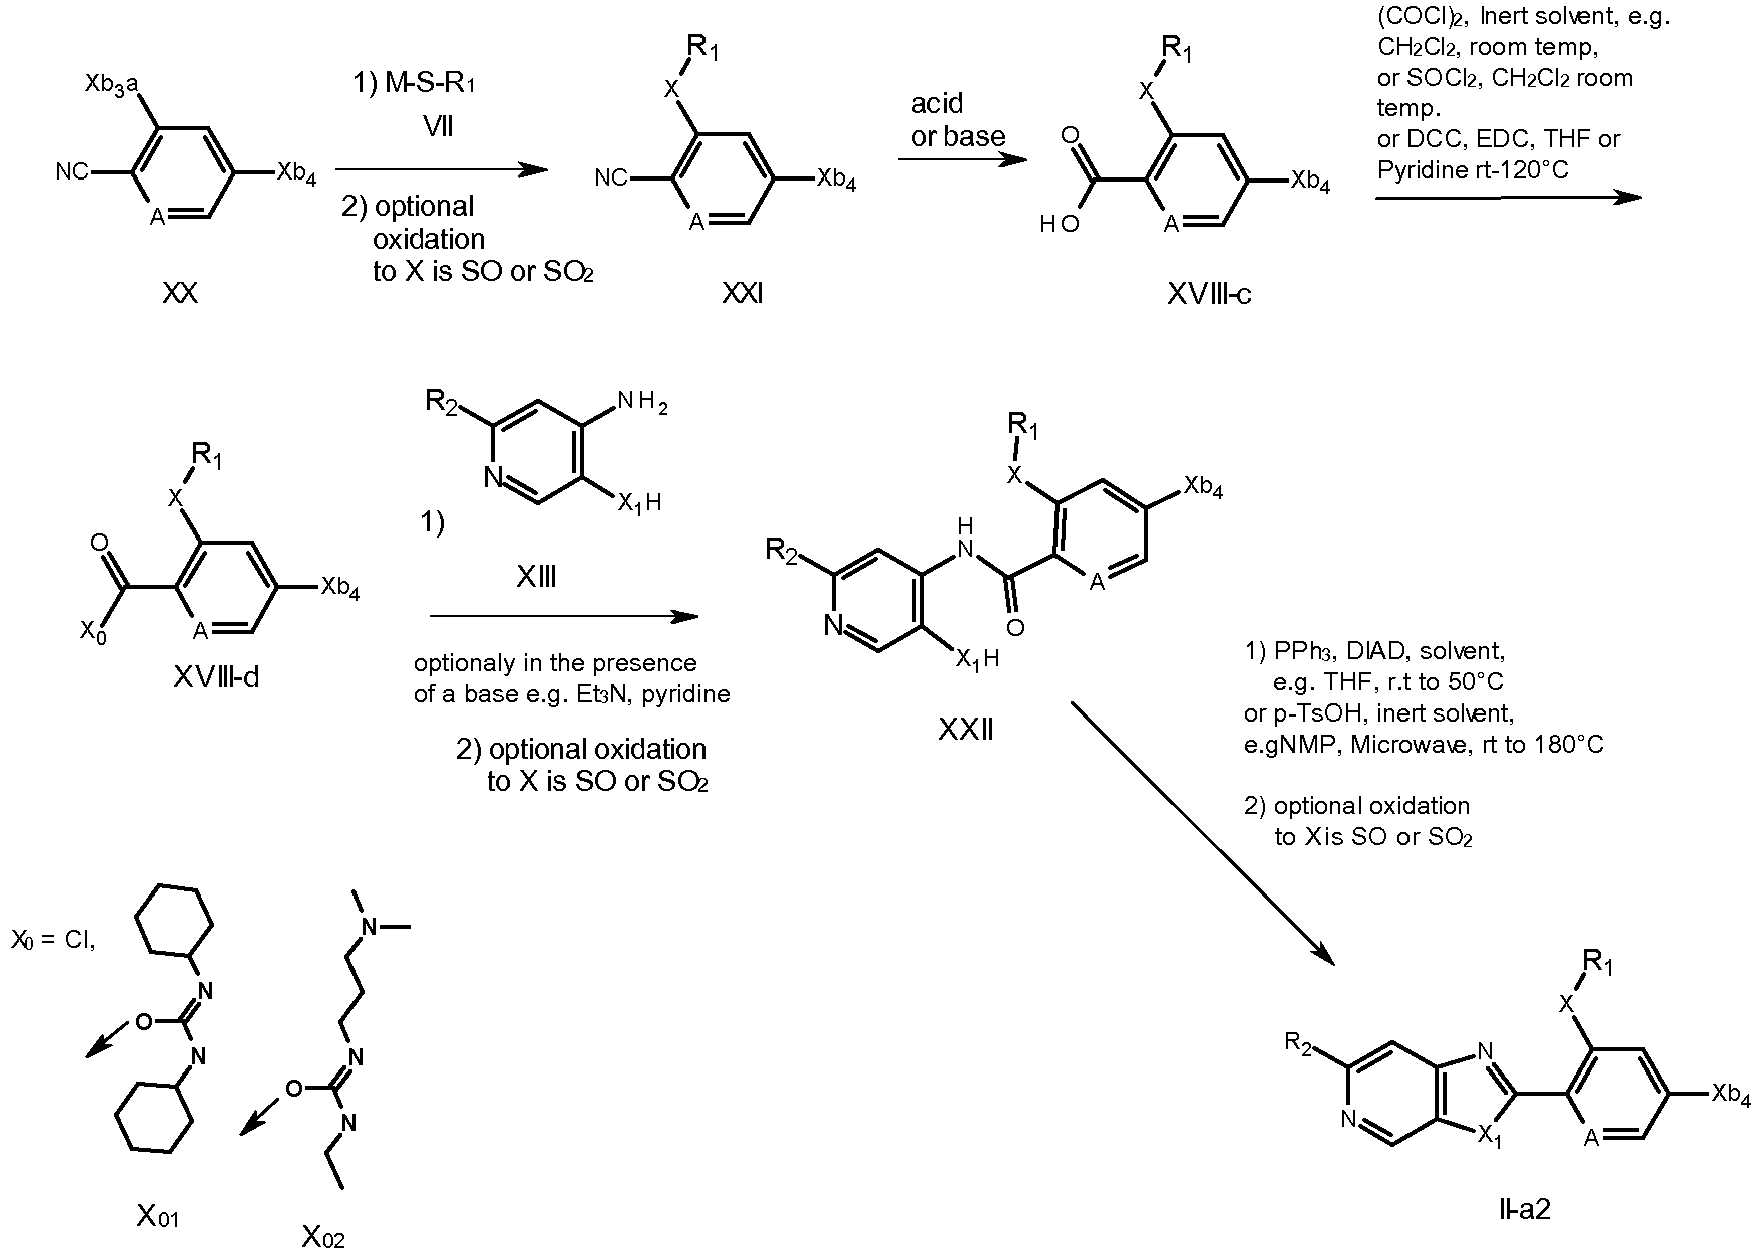 Xb3a
NC
Xb4
A
XX
1) M-S-R1
VII
2) optional
oxidation
to X is SO or SO2
R1
X
NC
Xb4
A
XXI
acid
or base
R1
X
O
H O
Xb4
A
XVIII-c
(COCl)2, Inert solvent, e.g.
CH2Cl2, room temp,
or SOCl2, CH2Cl2 room
temp.
or DCC, EDC, THF or
Pyridine rt-120°C
R1
X
O
X0
Xb4
A
XVIII-d
R2
NH2
N
X1H
1)
XIII
optionaly in the presence
of a base e.g. Et3N, pyridine
2) optional oxidation
to X is SO or SO2
R1
X
Xb4
H
N
R2
A
N
O
X1H
XXII
1) PPh3, DIAD, solvent,
e.g. THF, r.t to 50°C
or p-TsOH, inert solvent,
e.gNMP, Microwave, rt to 180°C
2) optional oxidation
to X is SO or SO2
X0 = Cl,
N
O
N
X01
N
N
O
N
X02
R1
X
R2
N
Xb4
N
X1
A
II-a2